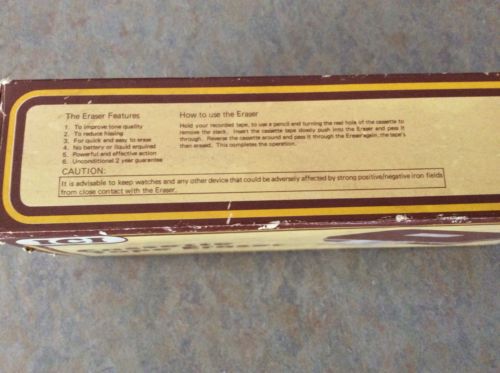 The Eraser Features
1. To improve tone quality
2. To reduce hissing
3. For quick and easy to erase
4. No battery or liquid erquired
5. Powerful and effective action
6. Unconditional 2 year guarantee
How to use the Eraser
Hold your recorded tape, to use a pencil and turning the reel hole of the cassette to
remove the slack. Insert the cassette tape slowly push into the Eraser and pass it
through. Reverse the cassette around and pass it through the Eraser again, the tape's
then erased. This completes the operation.
CAUTION:
It is advisable to keep watches and any other device that could be adversely affected by strong positive/negative iron fields
from close contact with the Eraser.
Cassette
Tape Eraser